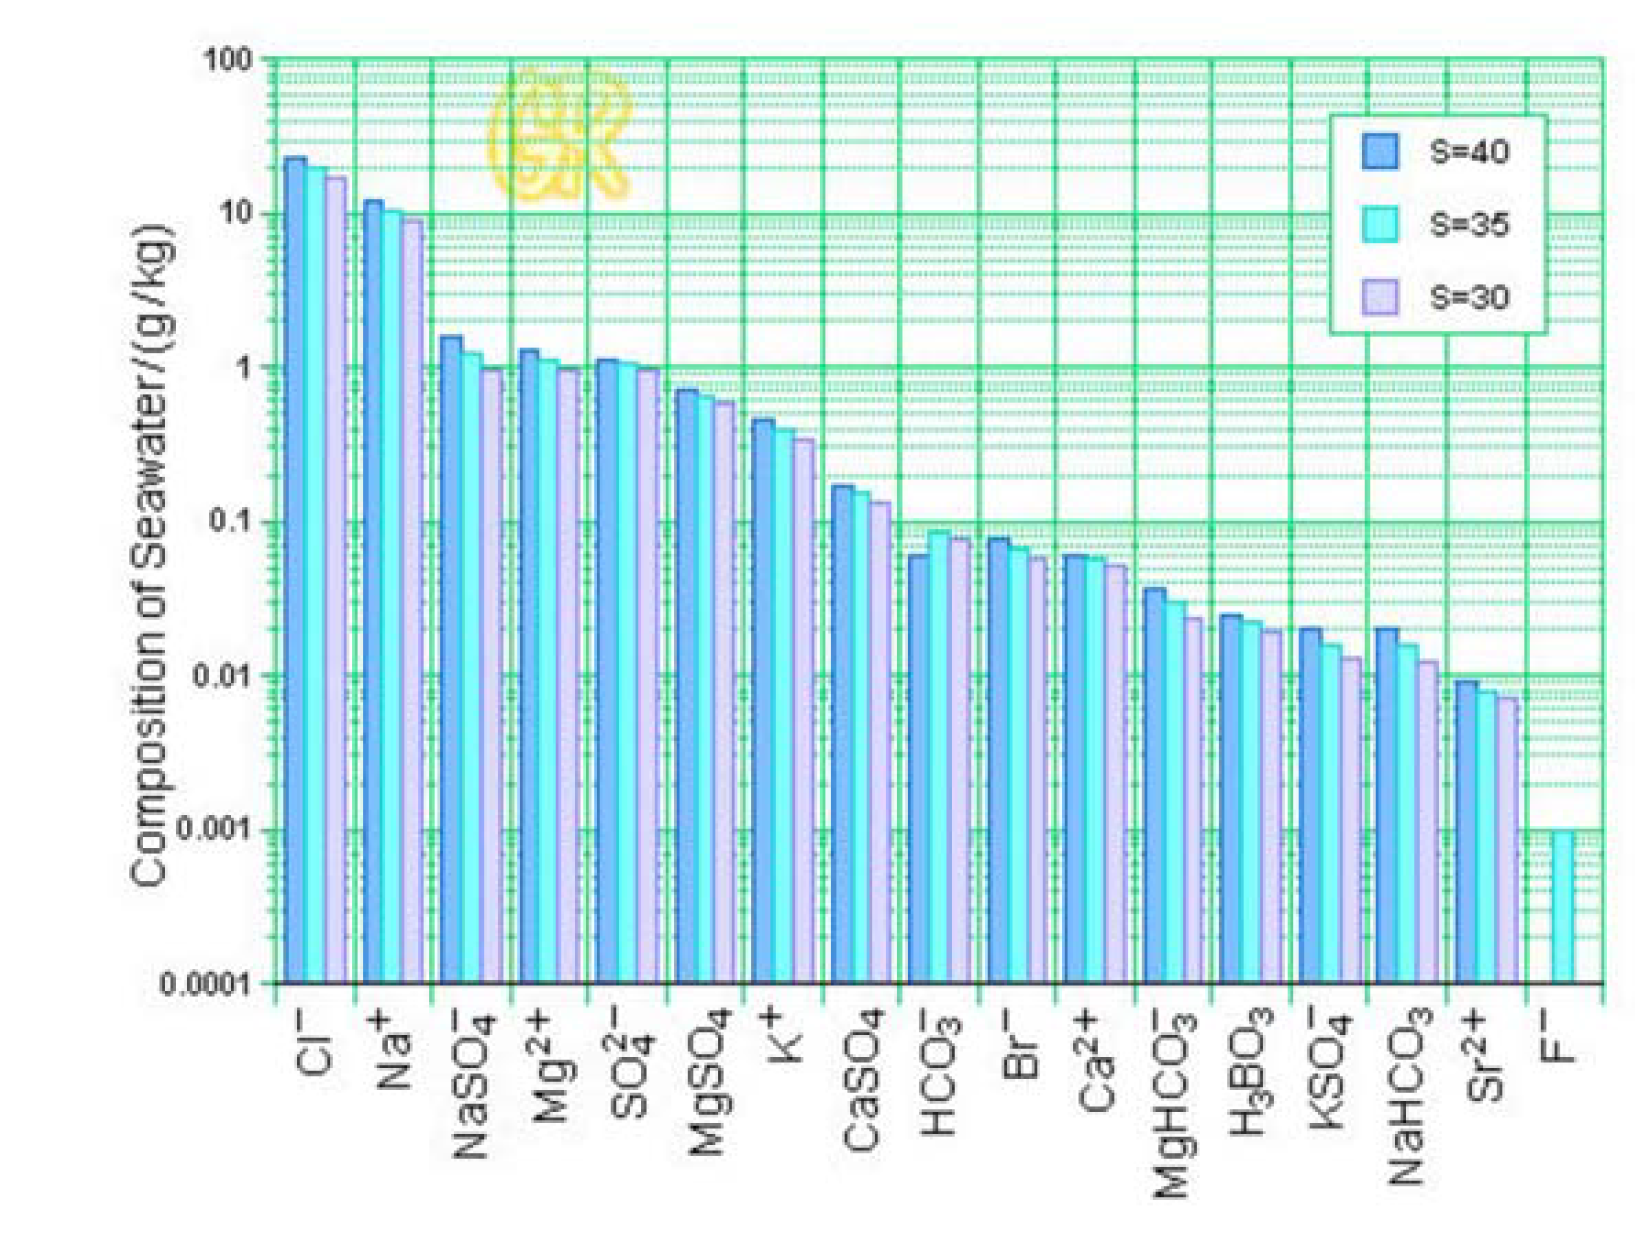 Composition of Seawater/(g/kg)
100
10
1
0.1
0.01
0.001
0.0001
S=40
S=35
S=30
Cl⁻
Na⁺
NaSO₄⁻
Mg²⁺
SO₄²⁻
MgSO₄
K⁺
CaSO₄
HCO₃⁻
Br⁻
Ca²⁺
MgHCO₃⁻
H₃BO₃
KSO₄⁻
NaHCO₃
Sr²⁺
F⁻